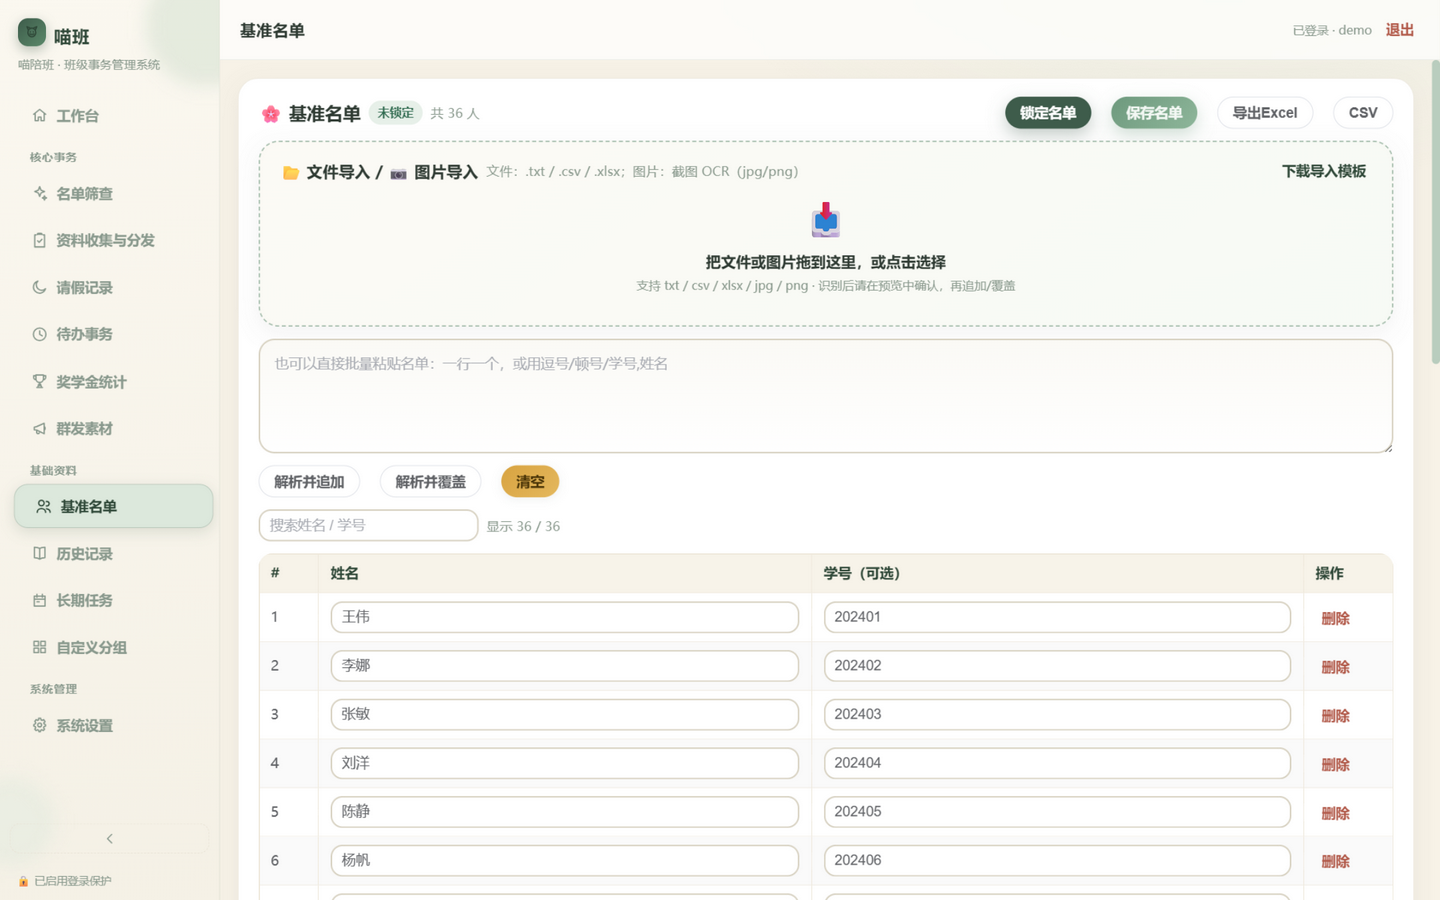 喵班
喵陪班 · 班级事务管理系统
工作台
核心事务
名单筛查
资料收集与分发
请假记录
待办事务
奖学金统计
群发素材
基础资料
基准名单
历史记录
长期任务
自定义分组
系统管理
系统设置
已启用登录保护
基准名单
已登录 · demo 退出
基准名单 未锁定 共 36 人
锁定名单 保存名单 导出Excel CSV
文件导入 / 图片导入 文件：.txt / .csv / .xlsx；图片：截图 OCR（jpg/png） 下载导入模板
把文件或图片拖到这里，或点击选择
支持 txt / csv / xlsx / jpg / png · 识别后请在预览中确认，再追加/覆盖
也可以直接批量粘贴名单：一行一个，或用逗号/顿号/学号,姓名
解析并追加 解析并覆盖 清空
搜索姓名 / 学号 显示 36 / 36
# 姓名 学号（可选） 操作
1 王伟 202401 删除
2 李娜 202402 删除
3 张敏 202403 删除
4 刘洋 202404 删除
5 陈静 202405 删除
6 杨帆 202406 删除